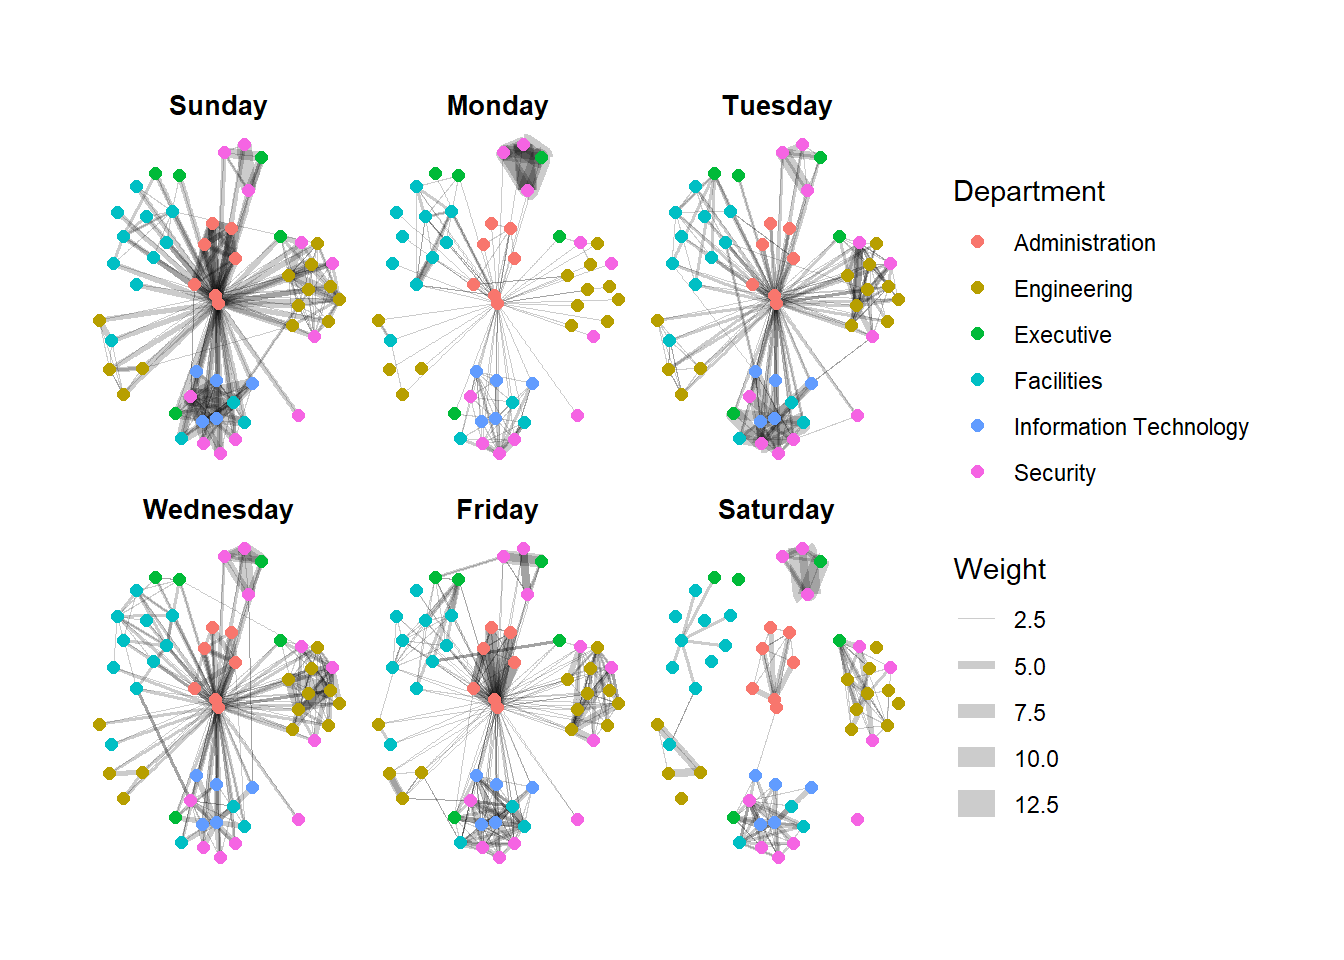 Sunday
Monday
Tuesday
Wednesday
Friday
Saturday
Department
Administration
Engineering
Executive
Facilities
Information Technology
Security
Weight
2.5
5.0
7.5
10.0
12.5